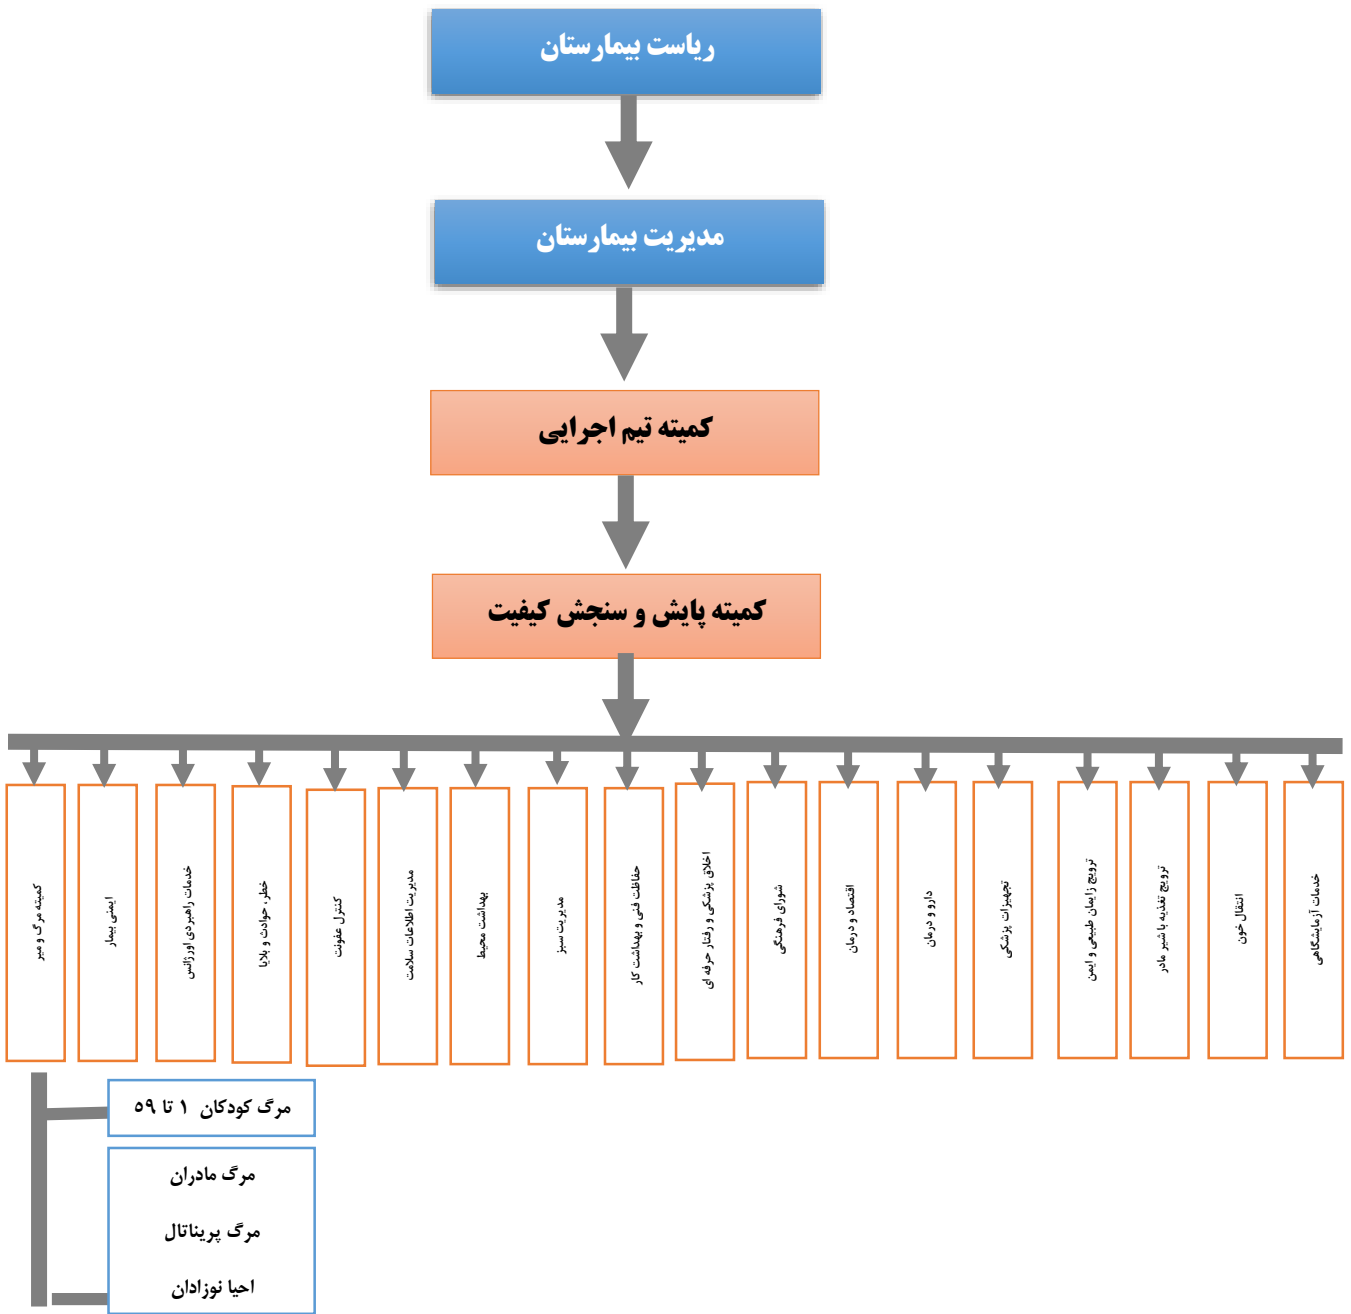 ریاست بیمارستان
مدیریت بیمارستان
کمیته تیم اجرایی
کمیته پایش و سنجش کیفیت
خدمات آزمایشگاهی
انتقال خون
ترویج تغذیه با شیر مادر
ترویج زایمان طبیعی و ایمن
تجهیزات پزشکی
دارو و درمان
اقتصاد و درمان
شورای فرهنگی
اخلاق پزشکی و رفتار حرفه ای
حفاظت فنی و بهداشت کار
مدیریت سبز
بهداشت محیط
مدیریت اطلاعات سلامت
کنترل عفونت
خطر، حوادث و بلایا
خدمات راهبردی اورژانس
ایمنی بیمار
کمیته مرگ و میر
مرگ کودکان ۱ تا ۵۹
مرگ مادران
مرگ پریناتال
احیا نوزادان